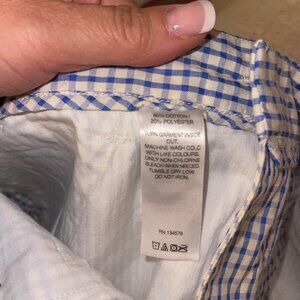 80% COTTON /
20% POLYESTER
TURN GARMENT INSIDE
OUT.
MACHINE WASH COLD
WITH LIKE COLOURS.
ONLY NON-CHLORINE
BLEACH WHEN NEEDED.
TUMBLE DRY LOW.
DO NOT IRON.
RN 134579